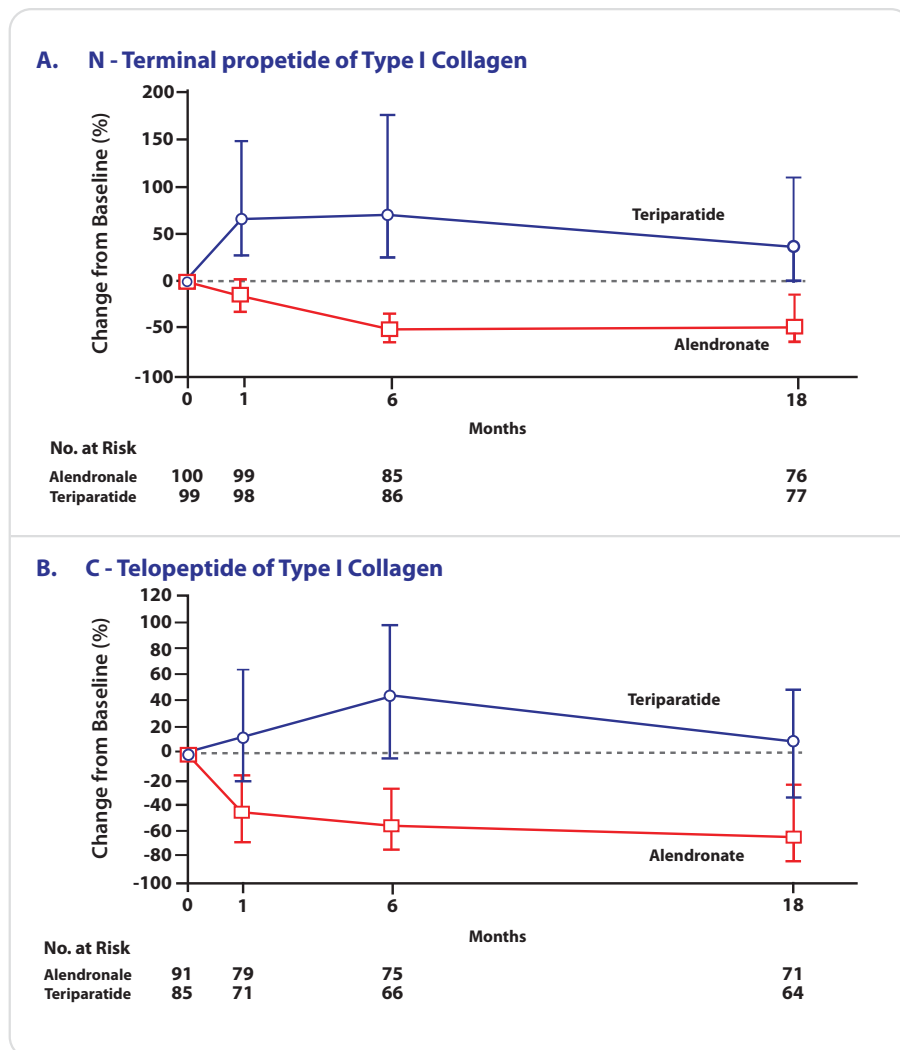 A. N - Terminal propetide of Type I Collagen
200
150
100
50
0
-50
-100
Change from Baseline (%)
Teriparatide
Alendronate
0 1 6 18
Months
No. at Risk
Alendronale 100 99 85 76
Teriparatide 99 98 86 77
B. C - Telopeptide of Type I Collagen
120
100
80
60
40
20
0
-20
-40
-60
-80
-100
Change from Baseline (%)
Teriparatide
Alendronate
0 1 6 18
Months
No. at Risk
Alendronale 91 79 75 71
Teriparatide 85 71 66 64